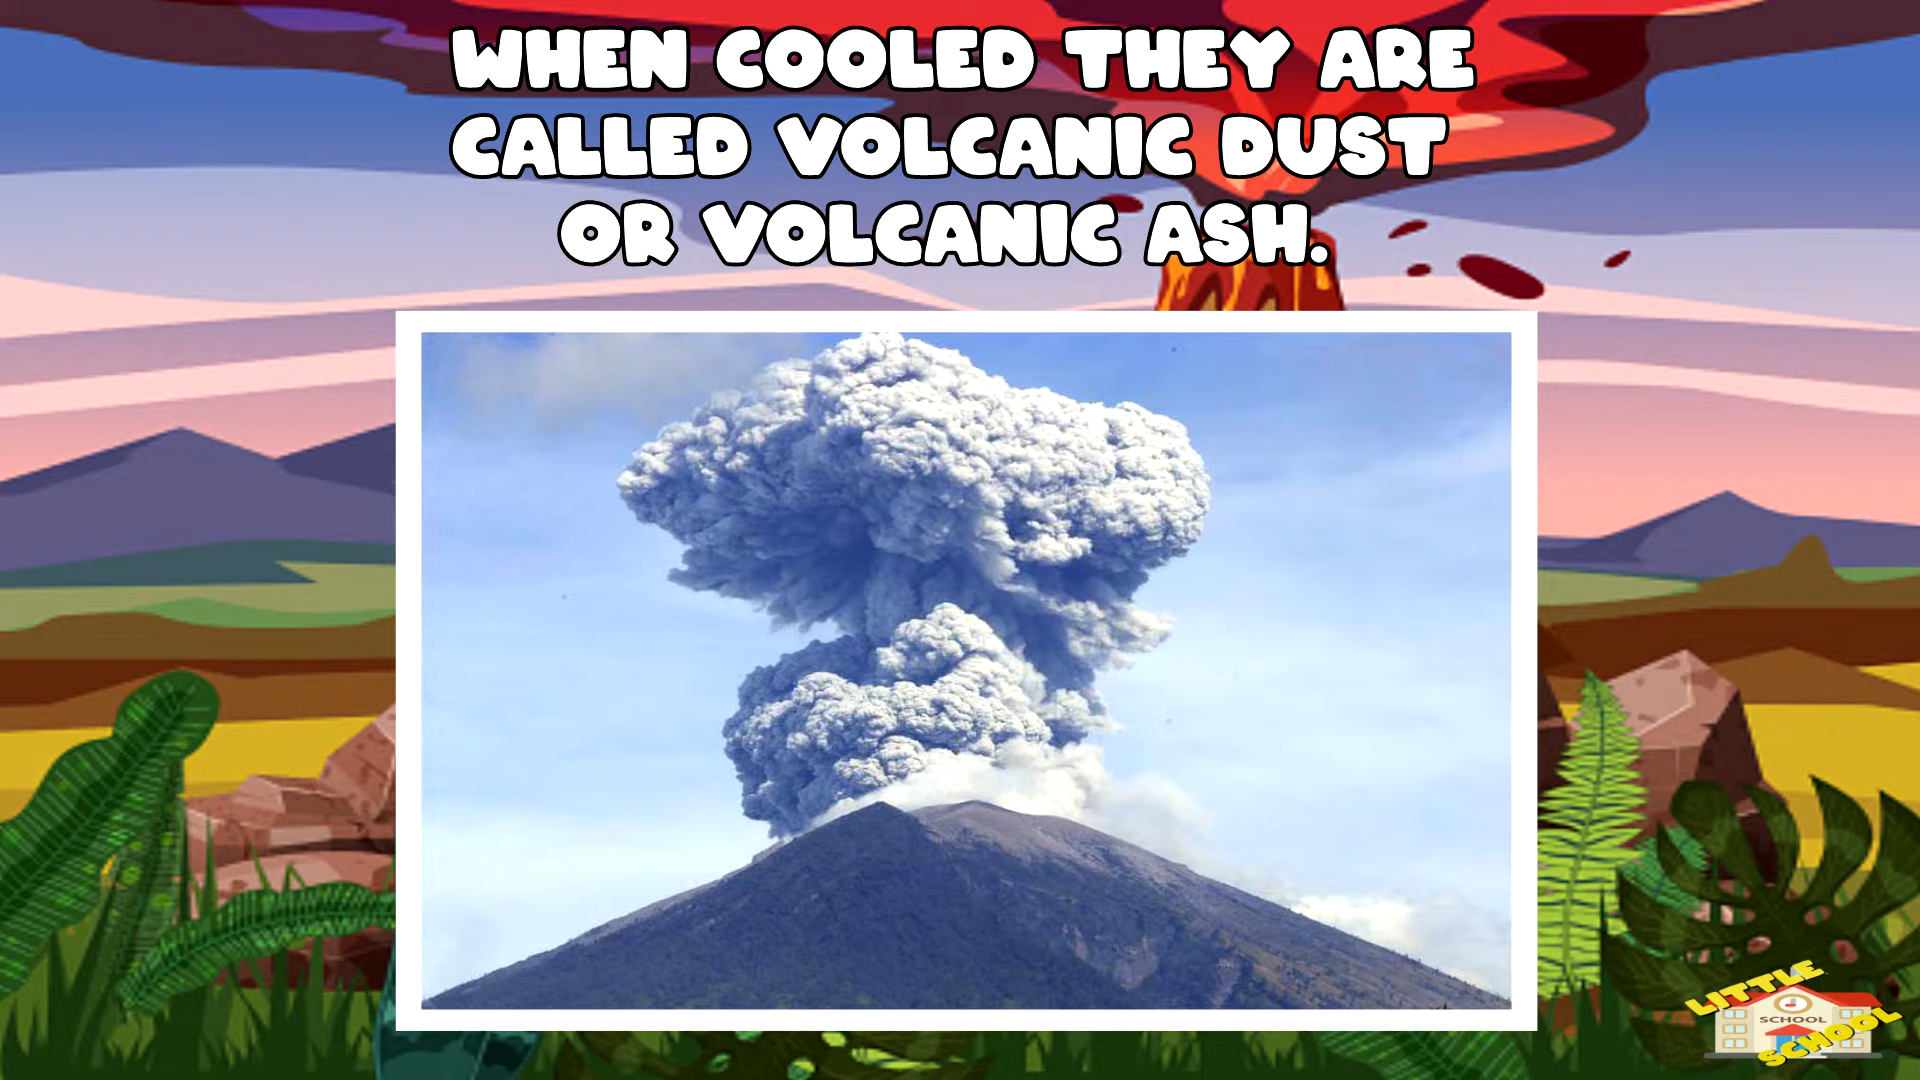 WHEN COOLED THEY ARE
CALLED VOLCANIC DUST
OR VOLCANIC ASH.
LITTLE
SCHOOL
SCHOOL